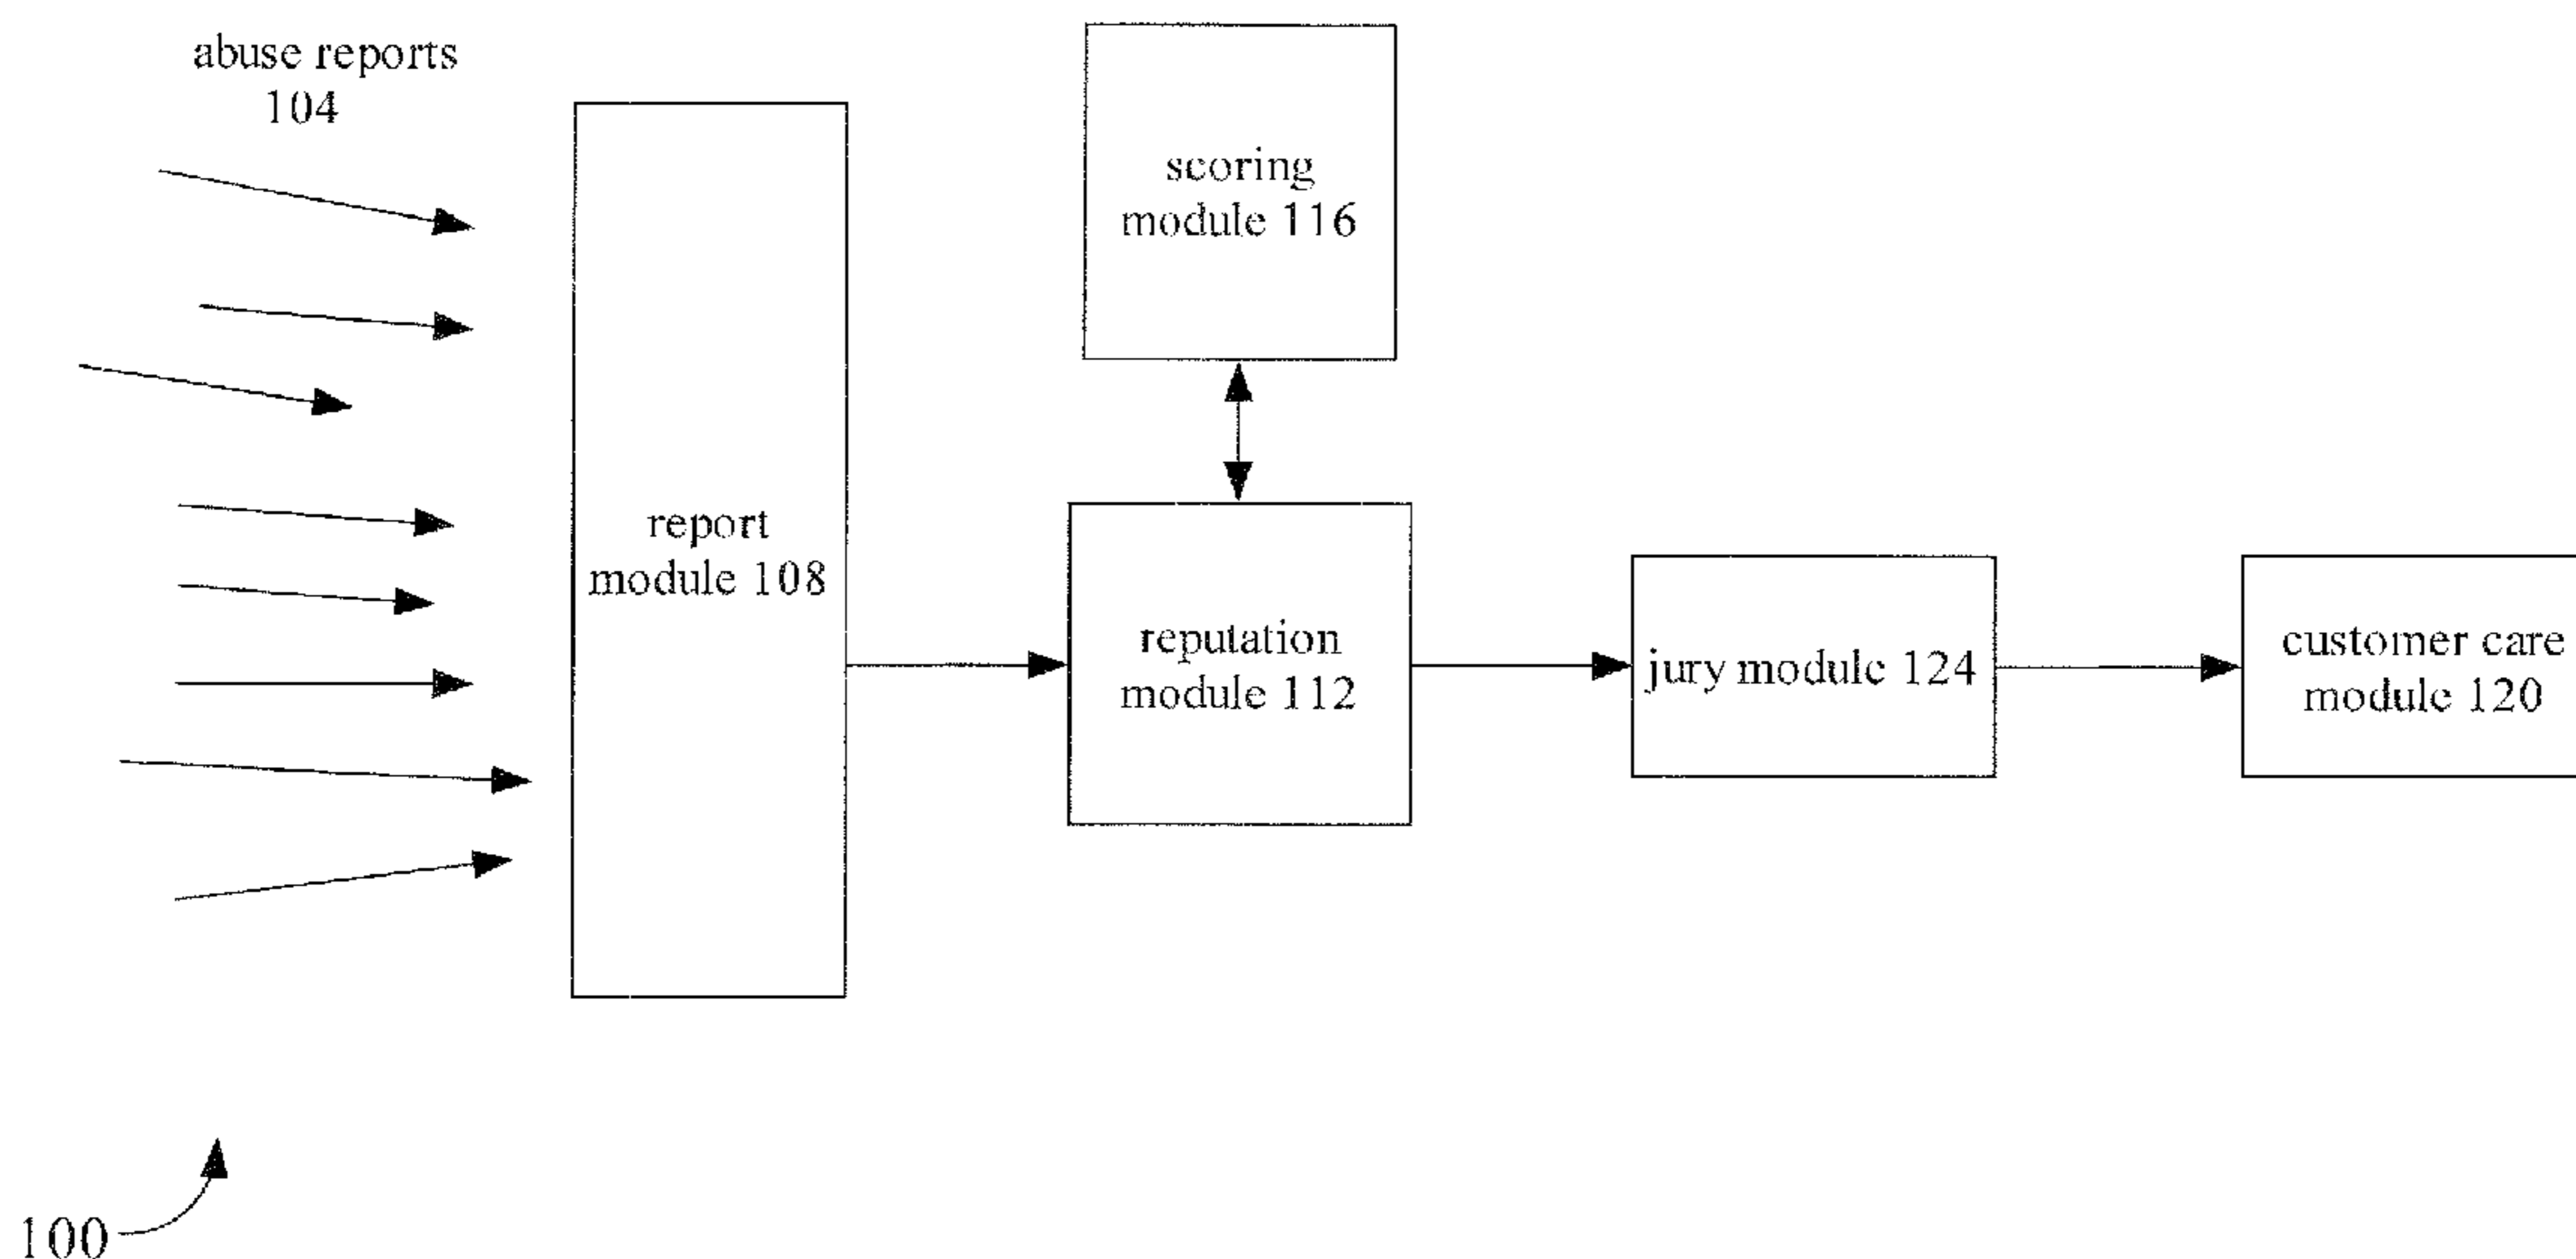 abuse reports
104
scoring
module 116
report
module 108
reputation
module 112
jury module 124
customer care
module 120
100